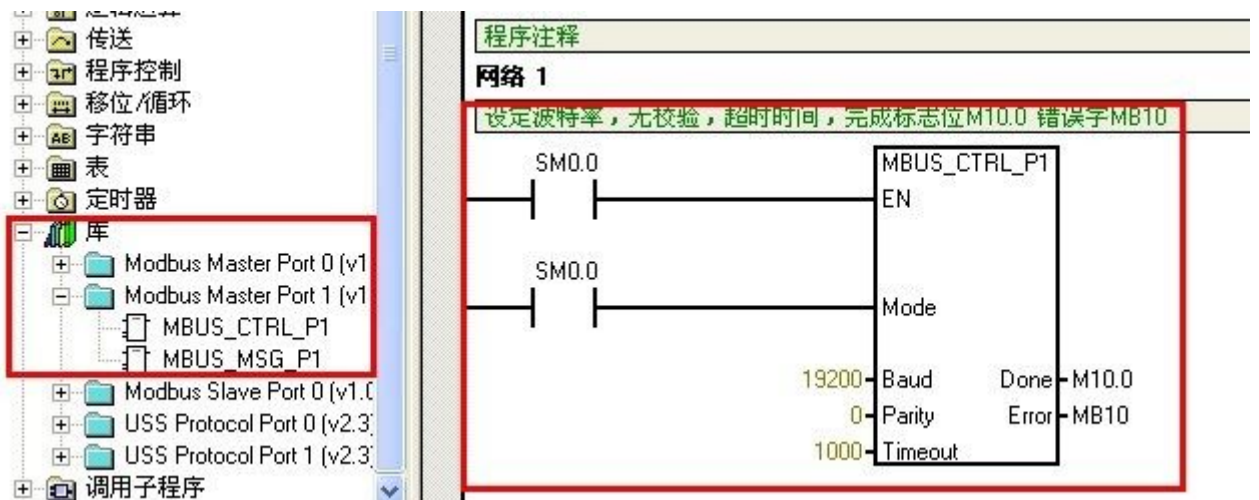 传送
程序控制
移位/循环
字符串
表
定时器
库
Modbus Master Port 0 (v1
Modbus Master Port 1 (v1
MBUS_CTRL_P1
MBUS_MSG_P1
Modbus Slave Port 0 (v1.0
USS Protocol Port 0 (v2.3)
USS Protocol Port 1 (v2.3)
调用子程序
程序注释
网络 1
设定波特率，无校验，超时时间，完成标志位M10.0 错误字MB10
SM0.0
MBUS_CTRL_P1
EN
SM0.0
Mode
19200 Baud Done M10.0
0 Parity Error MB10
1000 Timeout